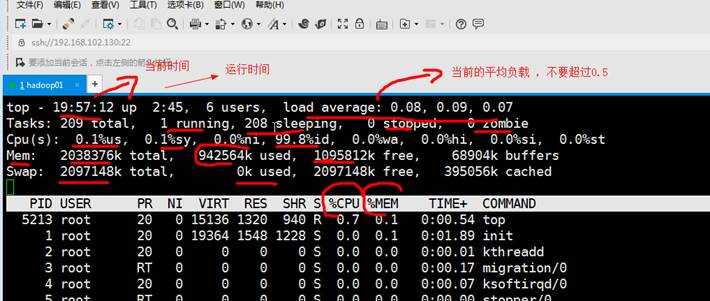 文件(F) 编辑(E) 查看(V) 工具(T) 选项卡(B) 窗口(W) 帮助(H)
ssh://192.168.102.130:22
要添加当前会话，点击左侧的箭头按钮。
当前时间
运行时间
当前的平均负载 ，不要超过0.5
1 hadoop01
top - 19:57:12 up 2:45, 6 users, load average: 0.08, 0.09, 0.07
Tasks: 209 total, 1 running, 208 sleeping, 0 stopped, 0 zombie
Cpu(s): 0.1%us, 0.1%sy, 0.0%ni, 99.8%id, 0.0%wa, 0.0%hi, 0.0%si, 0.0%st
Mem: 2038376k total, 942564k used, 1095812k free, 68904k buffers
Swap: 2097148k total, 0k used, 2097148k free, 395056k cached
PID USER PR NI VIRT RES SHR S %CPU %MEM TIME+ COMMAND
5213 root 20 0 15136 1320 940 R 0.7 0.1 0:00.54 top
1 root 20 0 19364 1548 1228 S 0.0 0.1 0:01.89 init
2 root 20 0 0 0 0 S 0.0 0.0 0:00.01 kthreadd
3 root RT 0 0 0 0 S 0.0 0.0 0:00.17 migration/0
4 root 20 0 0 0 0 S 0.0 0.0 0:00.07 ksoftirqd/0
5 root RT 0 0 0 0 S 0.0 0.0 0:00.00 stopper/0